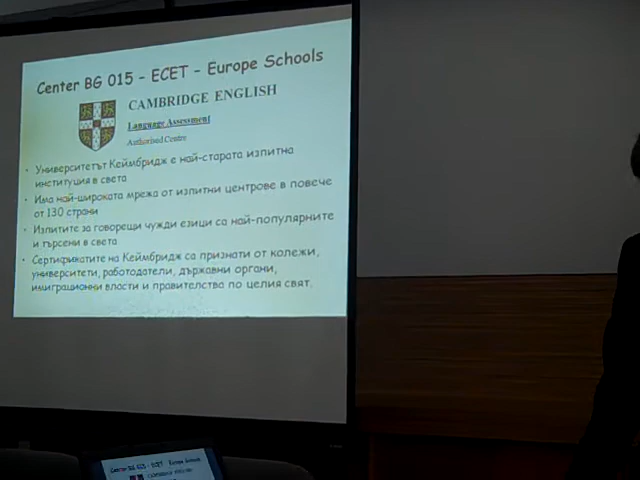 Center BG 015 - ECET - Europe Schools
CAMBRIDGE ENGLISH
Language Assessment
Authorised Centre
• Университетът Кеймбридж е най-старата изпитна
институция в света
• Има най-широката мрежа от изпитни центрове в повече
от 130 страни
• Изпитите за говорещи чужди езици са най-популярните
и търсени в света
• Сертификатите на Кеймбридж са признати от колежи,
университети, работодатели, държавни органи,
имиграционни власти и правителства по целия свят.
Center BG 015 - ECET - Europe Schools
CAMBRIDGE ENGLISH